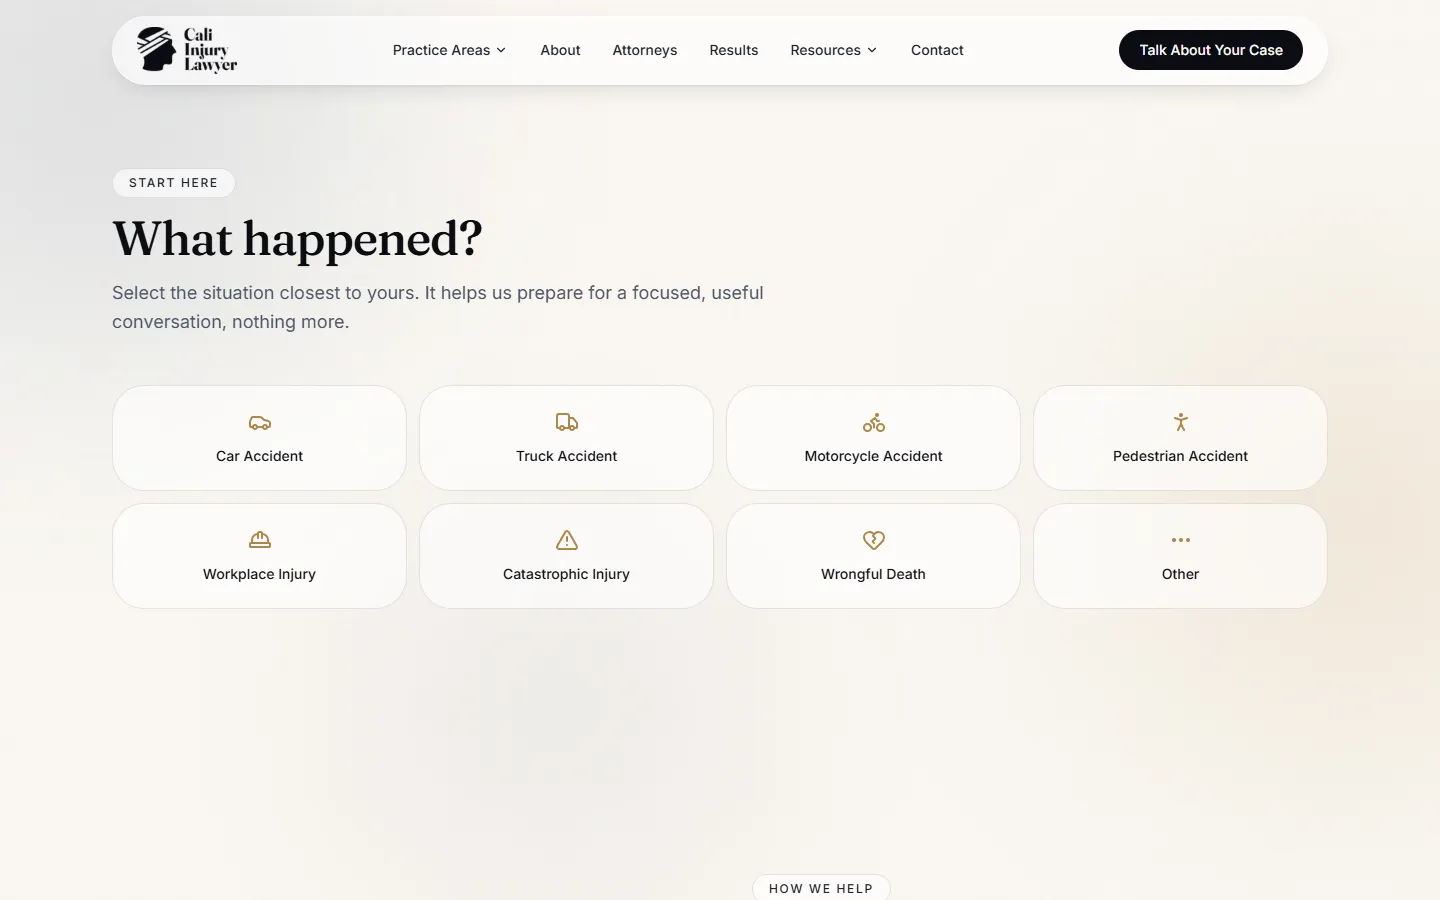 Cali
Injury
Lawyer
Practice Areas
About
Attorneys
Results
Resources
Contact
Talk About Your Case
START HERE
What happened?
Select the situation closest to yours. It helps us prepare for a focused, useful
conversation, nothing more.
Car Accident
Truck Accident
Motorcycle Accident
Pedestrian Accident
Workplace Injury
Catastrophic Injury
Wrongful Death
Other
HOW WE HELP